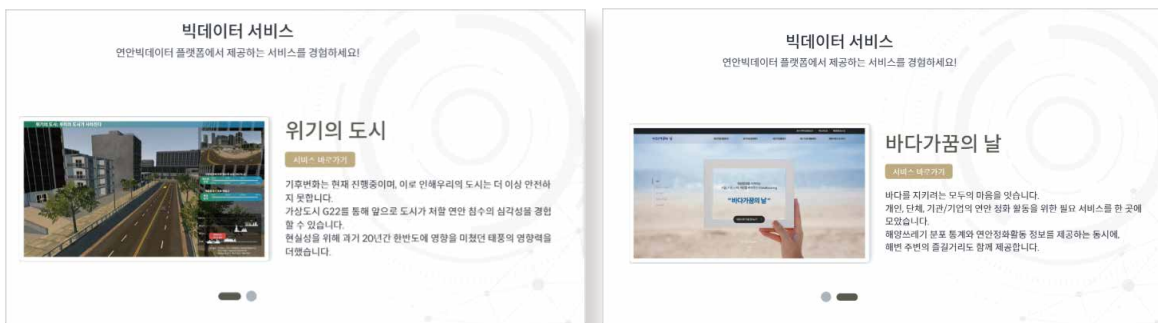 빅데이터 서비스
연안빅데이터 플랫폼에서 제공하는 서비스를 경험하세요!
위기의 도시
서비스 바로가기
기후변화는 현재 진행중이며, 이로 인해우리의 도시는 더 이상 안전하
지 못합니다.
가상도시 G22를 통해 앞으로 도시가 처할 연안 침수의 심각성을 경험
할 수 있습니다.
현실성을 위해 과거 20년간 한반도에 영향을 미쳤던 태풍의 영향력을
더했습니다.
빅데이터 서비스
연안빅데이터 플랫폼에서 제공하는 서비스를 경험하세요!
"바다가꿈의 날"
바다가꿈의 날
서비스 바로가기
바다를 지키려는 모두의 마음을 잇습니다.
개인, 단체, 기관/기업의 연안 정화 활동을 위한 필요 서비스를 한 곳에
모았습니다.
해양쓰레기 분포 통계와 연안정화활동 정보를 제공하는 동시에,
해변 주변의 즐길거리도 함께 제공합니다.